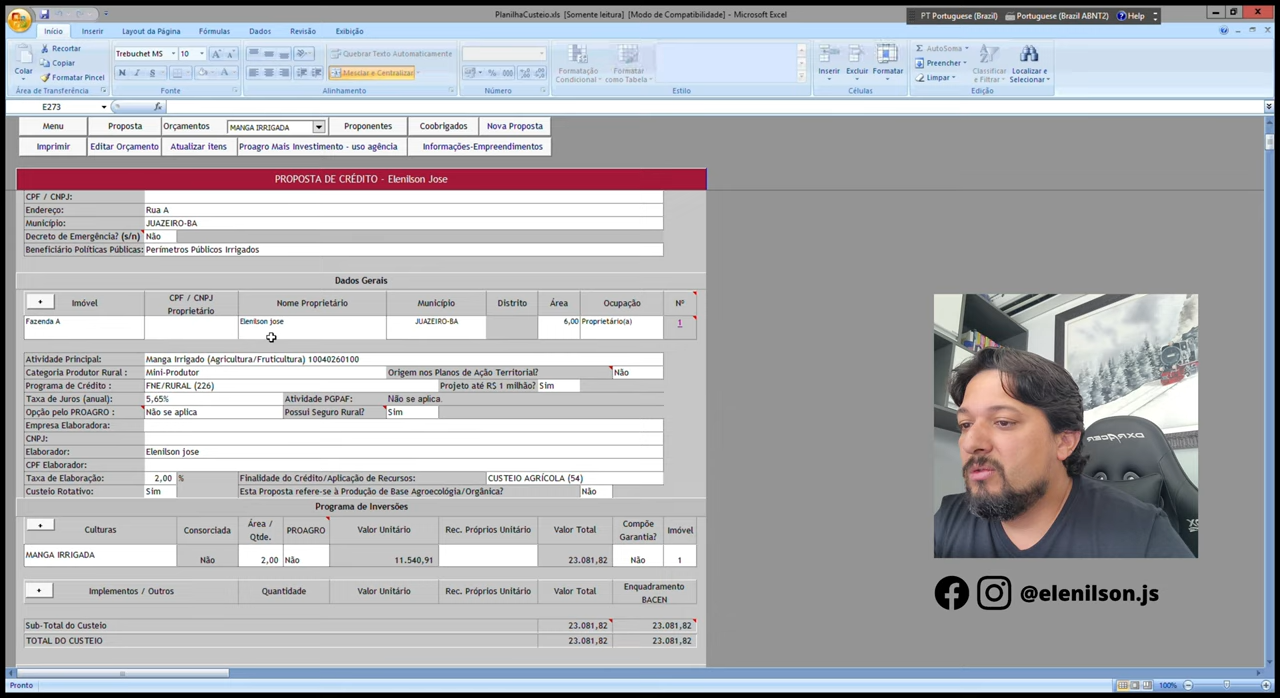 PlanilhaCusteio.xls [Somente leitura] [Modo de Compatibilidade] - Microsoft Excel
PT Portuguese (Brazil) Portuguese (Brazil ABNT2) Help
Início Inserir Layout da Página Fórmulas Dados Revisão Exibição
Recortar
Copiar
Formatar Pincel
Colar
Área de Transferência
Trebuchet MS 10
N I S
Fonte
Quebrar Texto Automaticamente
Mesclar e Centralizar
Alinhamento
% 000
Número
Formatação Condicional
Formatar como Tabela
Estilo
Inserir Excluir Formatar
Células
AutoSoma
Preencher
Limpar
Classificar e Filtrar
Localizar e Selecionar
Edição
E273 fx
Menu Proposta Orçamentos MANGA IRRIGADA Proponentes Coobrigados Nova Proposta
Imprimir Editar Orçamento Atualizar itens Proagro Mais Investimento - uso agência Informações-Empreendimentos
PROPOSTA DE CRÉDITO - Elenilson Jose
CPF / CNPJ:
Endereço: Rua A
Município: JUAZEIRO-BA
Decreto de Emergência? (s/n) Não
Beneficiário Políticas Públicas: Perímetros Públicos Irrigados
Dados Gerais
+ Imóvel CPF / CNPJ Proprietário Nome Proprietário Município Distrito Área Ocupação Nº
Fazenda A Elenilson jose JUAZEIRO-BA 6,00 Proprietário(a) 1
Atividade Principal: Manga Irrigado (Agricultura/Fruticultura) 10040260100
Categoria Produtor Rural : Mini-Produtor Origem nos Planos de Ação Territorial? Não
Programa de Crédito : FNE/RURAL (226) Projeto até R$ 1 milhão? Sim
Taxa de Juros (anual): 5,65% Atividade PGPAF: Não se aplica.
Opção pelo PROAGRO : Não se aplica Possui Seguro Rural? Sim
Empresa Elaboradora:
CNPJ:
Elaborador: Elenilson jose
CPF Elaborador:
Taxa de Elaboração: 2,00 % Finalidade do Crédito/Aplicação de Recursos: CUSTEIO AGRÍCOLA (54)
Custeio Rotativo: Sim Esta Proposta refere-se à Produção de Base Agroecológia/Orgânica? Não
Programa de Inversões
+ Culturas Consorciada Área / Qtde. PROAGRO Valor Unitário Rec. Próprios Unitário Valor Total Compõe Garantia? Imóvel
MANGA IRRIGADA Não 2,00 Não 11.540,91 23.081,82 Não 1
+ Implementos / Outros Quantidade Valor Unitário Rec. Próprios Unitário Valor Total Enquadramento BACEN
Sub-Total do Custeio 23.081,82 23.081,82
TOTAL DO CUSTEIO 23.081,82 23.081,82
DXRACER
@elenilson.js
Pronto 100%